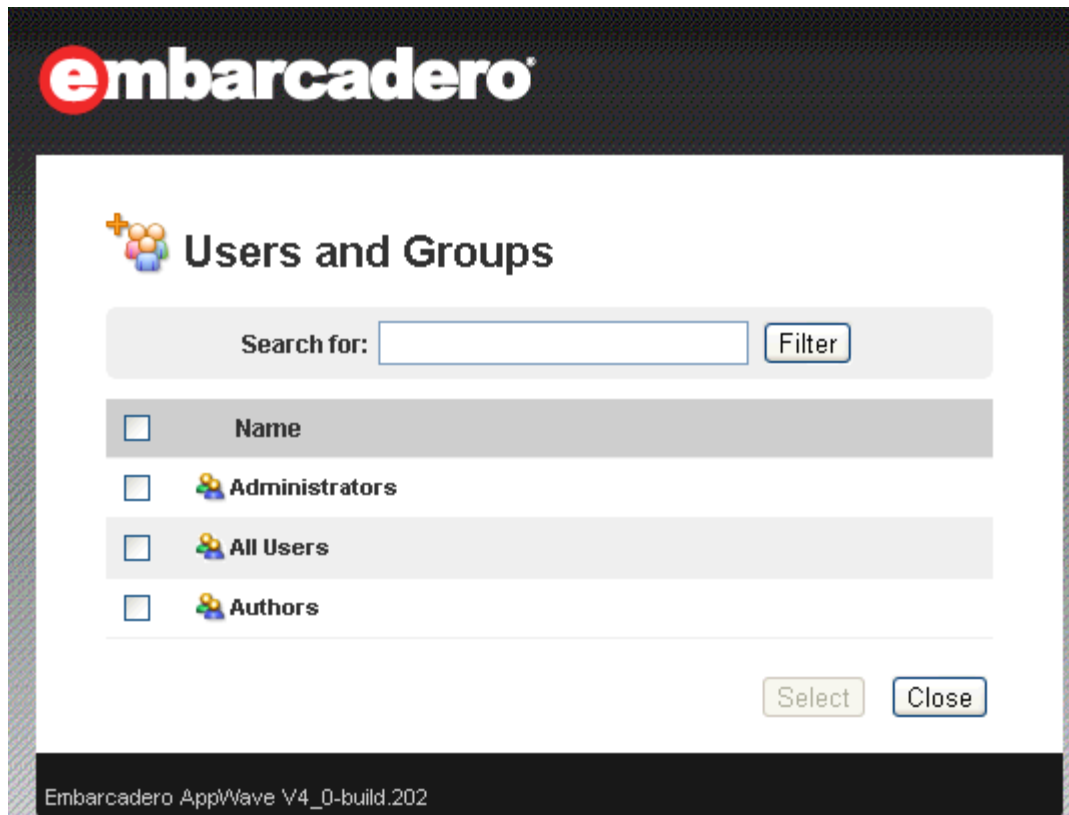 embarcadero®
Users and Groups
Search for: Filter
Name
Administrators
All Users
Authors
Select Close
Embarcadero AppWave V4_0-build.202